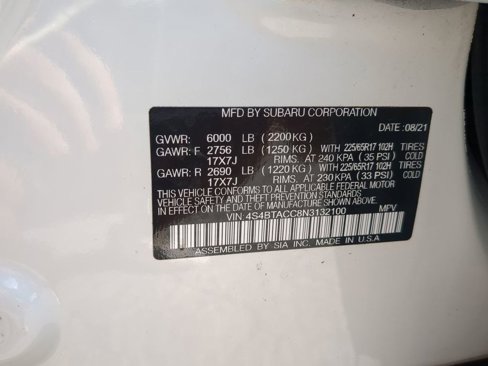 MFD BY SUBARU CORPORATION
DATE : 08/21
GVWR: 6000 LB (2200KG)
GAWR: F 2756 LB (1250 KG) WITH 225/65R17 102H TIRES
17X7J RIMS. AT 240 KPA (35 PSI) COLD
GAWR: R 2690 LB (1220 KG) WITH 225/65R17 102H TIRES
17X7J RIMS. AT 230 KPA (33 PSI) COLD
THIS VEHICLE CONFORMS TO ALL APPLICABLE FEDERAL MOTOR
VEHICLE SAFETY AND BUMPER STANDARDS IN EFFECT ON THE
DATE OF MANUFACTURE SHOWN ABOVE.
VIN: 4S4BTACC8N3132100 MPV
ASSEMBLED BY SIA INC. MADE IN U.S.A